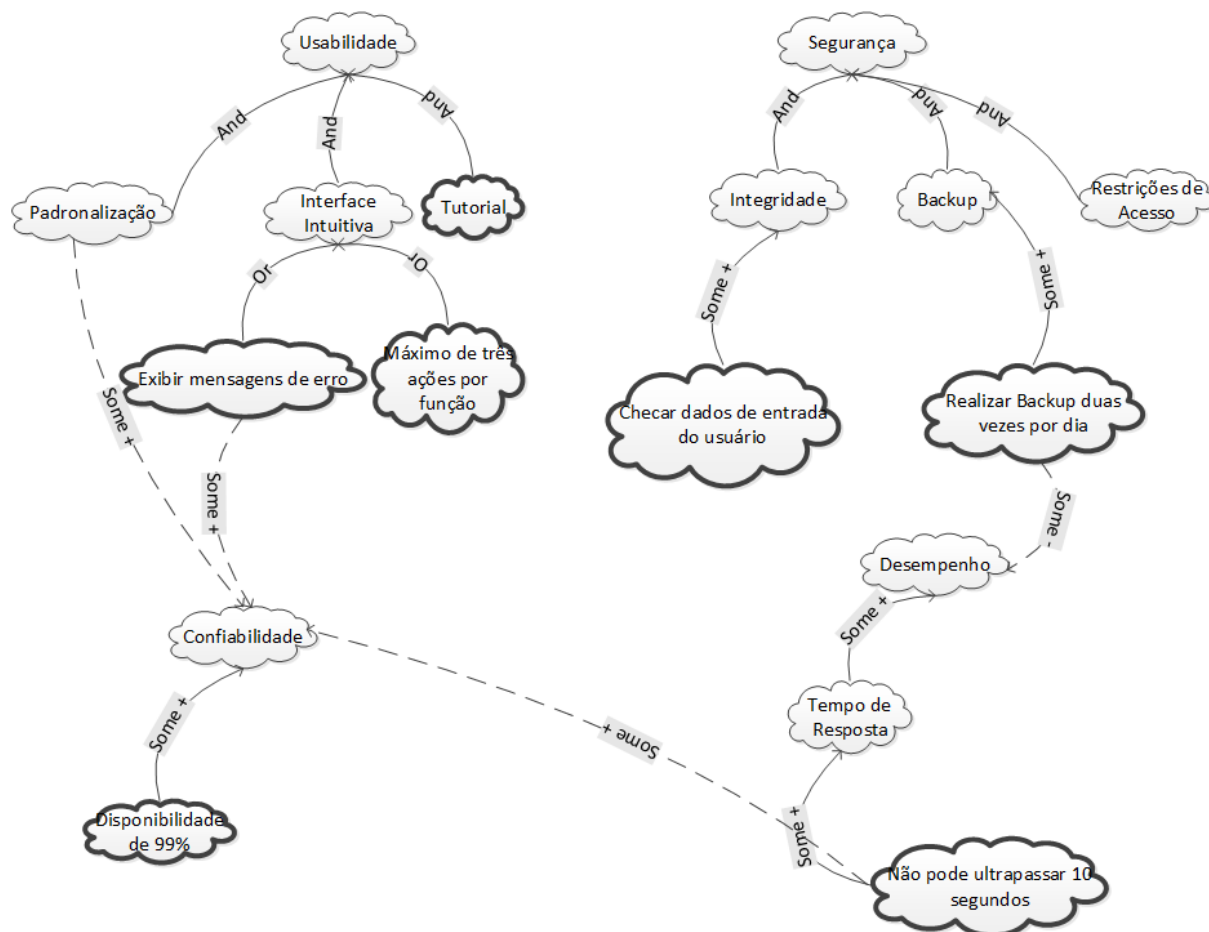 Usabilidade
Segurança
And
And
And
And
And
And
Padronalização
Interface
Intuitiva
Tutorial
Integridade
Backup
Restrições de
Acesso
Or
Or
Some +
Some +
Exibir mensagens de erro
Máximo de três
ações por
função
Checar dados de entrada
do usuário
Realizar Backup duas
vezes por dia
Some +
Some +
Some -
Desempenho
Some +
Confiabilidade
Tempo de
Resposta
Some +
Some +
Some +
Disponibilidade
de 99%
Não pode ultrapassar 10
segundos